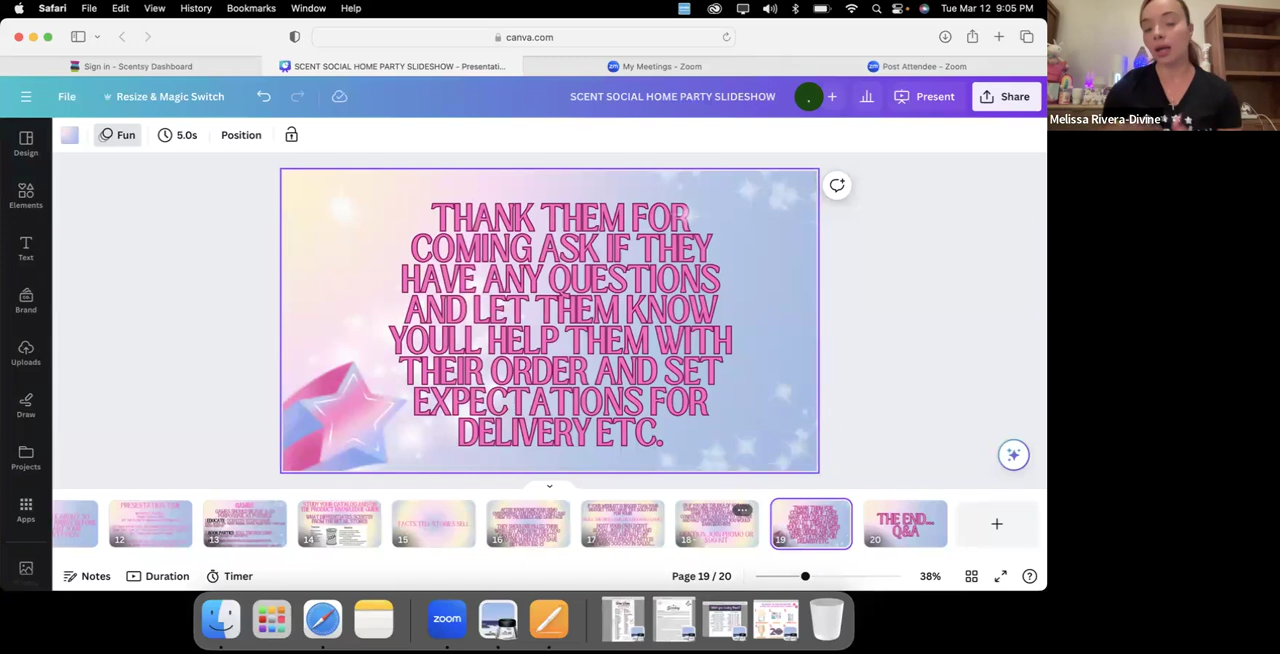 Safari File Edit View History Bookmarks Window Help Tue Mar 12 9:05 PM
canva.com
Sign in - Scentsy Dashboard
SCENT SOCIAL HOME PARTY SLIDESHOW - Presentati...
My Meetings - Zoom
Post Attendee - Zoom
File Resize & Magic Switch SCENT SOCIAL HOME PARTY SLIDESHOW Present Share
Melissa Rivera-Divine
Fun 5.0s Position
Design
Elements
Text
Brand
Uploads
Draw
Projects
Apps
THANK THEM FOR
COMING ASK IF THEY
HAVE ANY QUESTIONS
AND LET THEM KNOW
YOULL HELP THEM WITH
THEIR ORDER AND SET
EXPECTATIONS FOR
DELIVERY ETC.
12
13
14
FACTS TELL STORIES SELL
15
16
17
18
19
THE END...
Q&A
20
Notes Duration Timer Page 19 / 20 38%
zoom